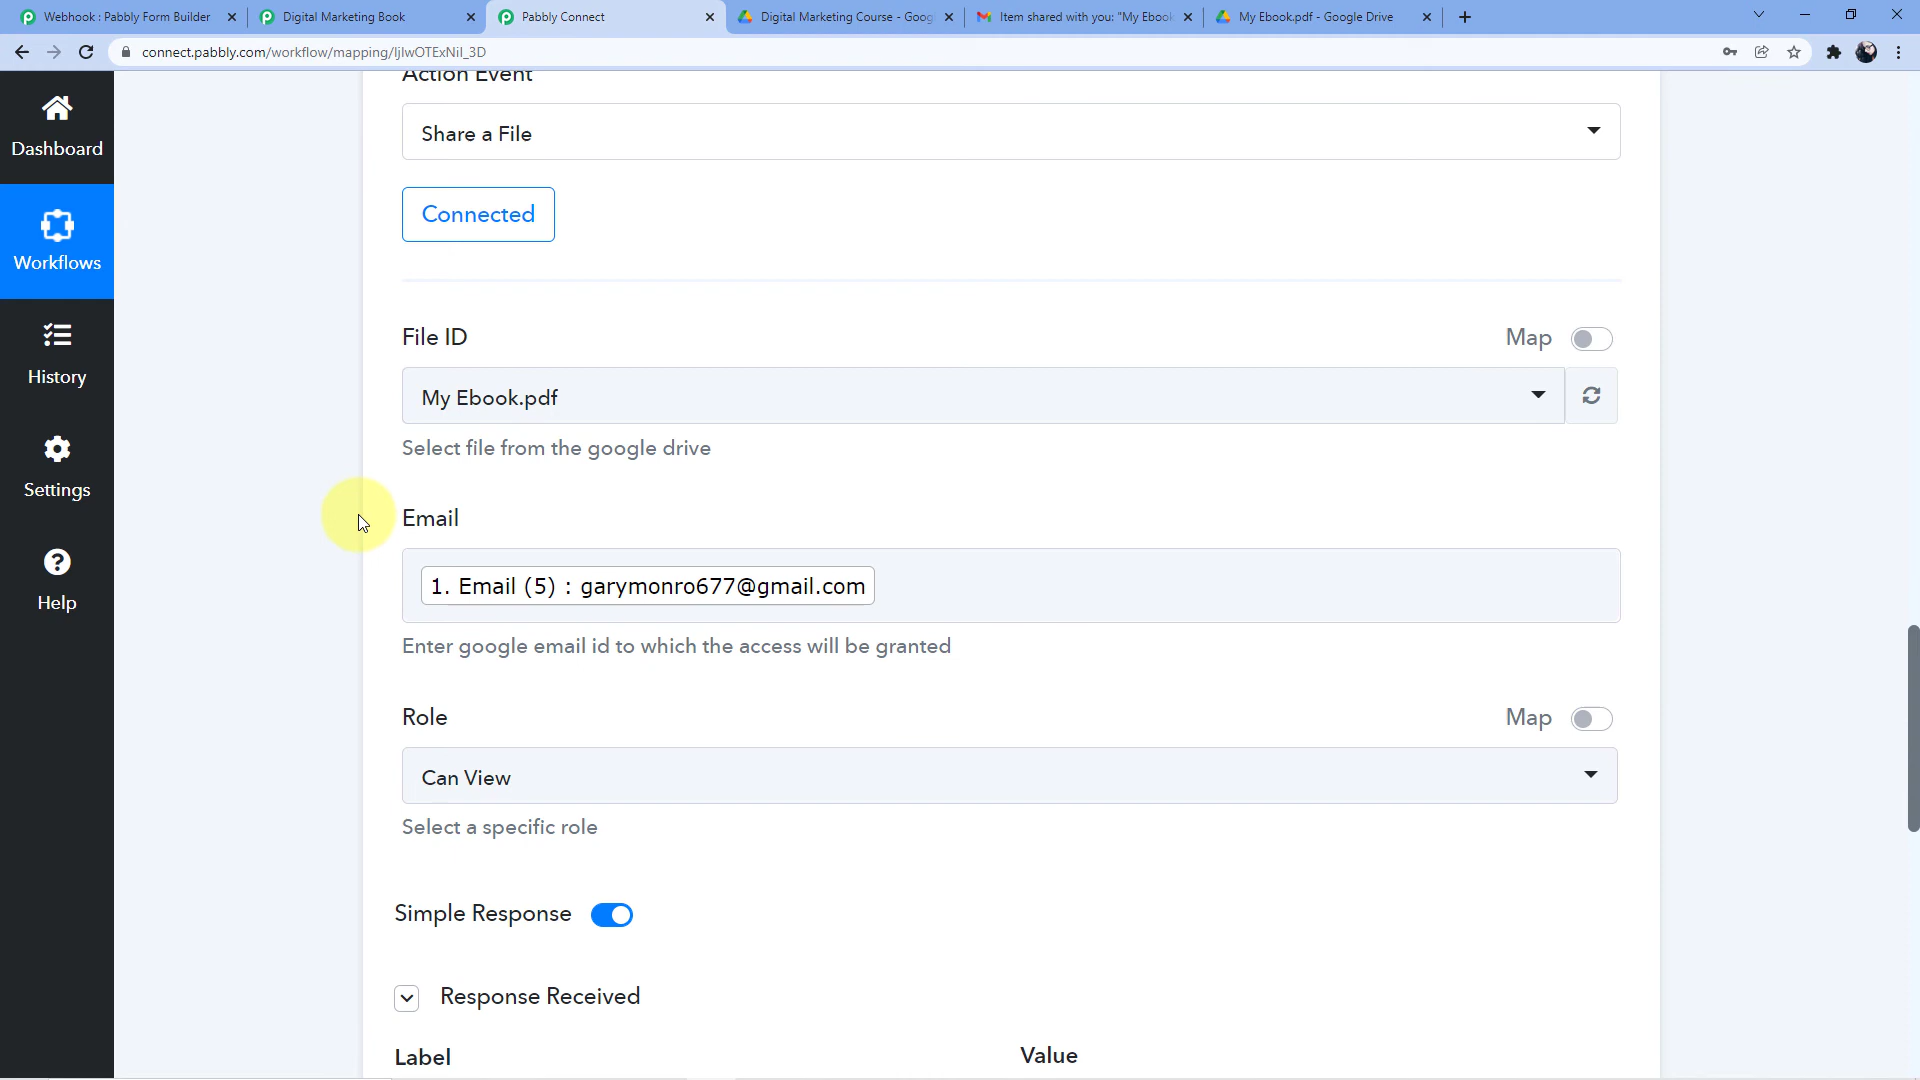 Webhook : Pabbly Form Builder
Digital Marketing Book
Pabbly Connect
Digital Marketing Course - Goog
Item shared with you: "My Ebook
My Ebook.pdf - Google Drive
connect.pabbly.com/workflow/mapping/IjIwOTExNiI_3D
Dashboard
Workflows
History
Settings
Help
Action Event
Share a File
Connected
File ID
Map
My Ebook.pdf
Select file from the google drive
Email
1. Email (5) : garymonro677@gmail.com
Enter google email id to which the access will be granted
Role
Map
Can View
Select a specific role
Simple Response
Response Received
Label
Value